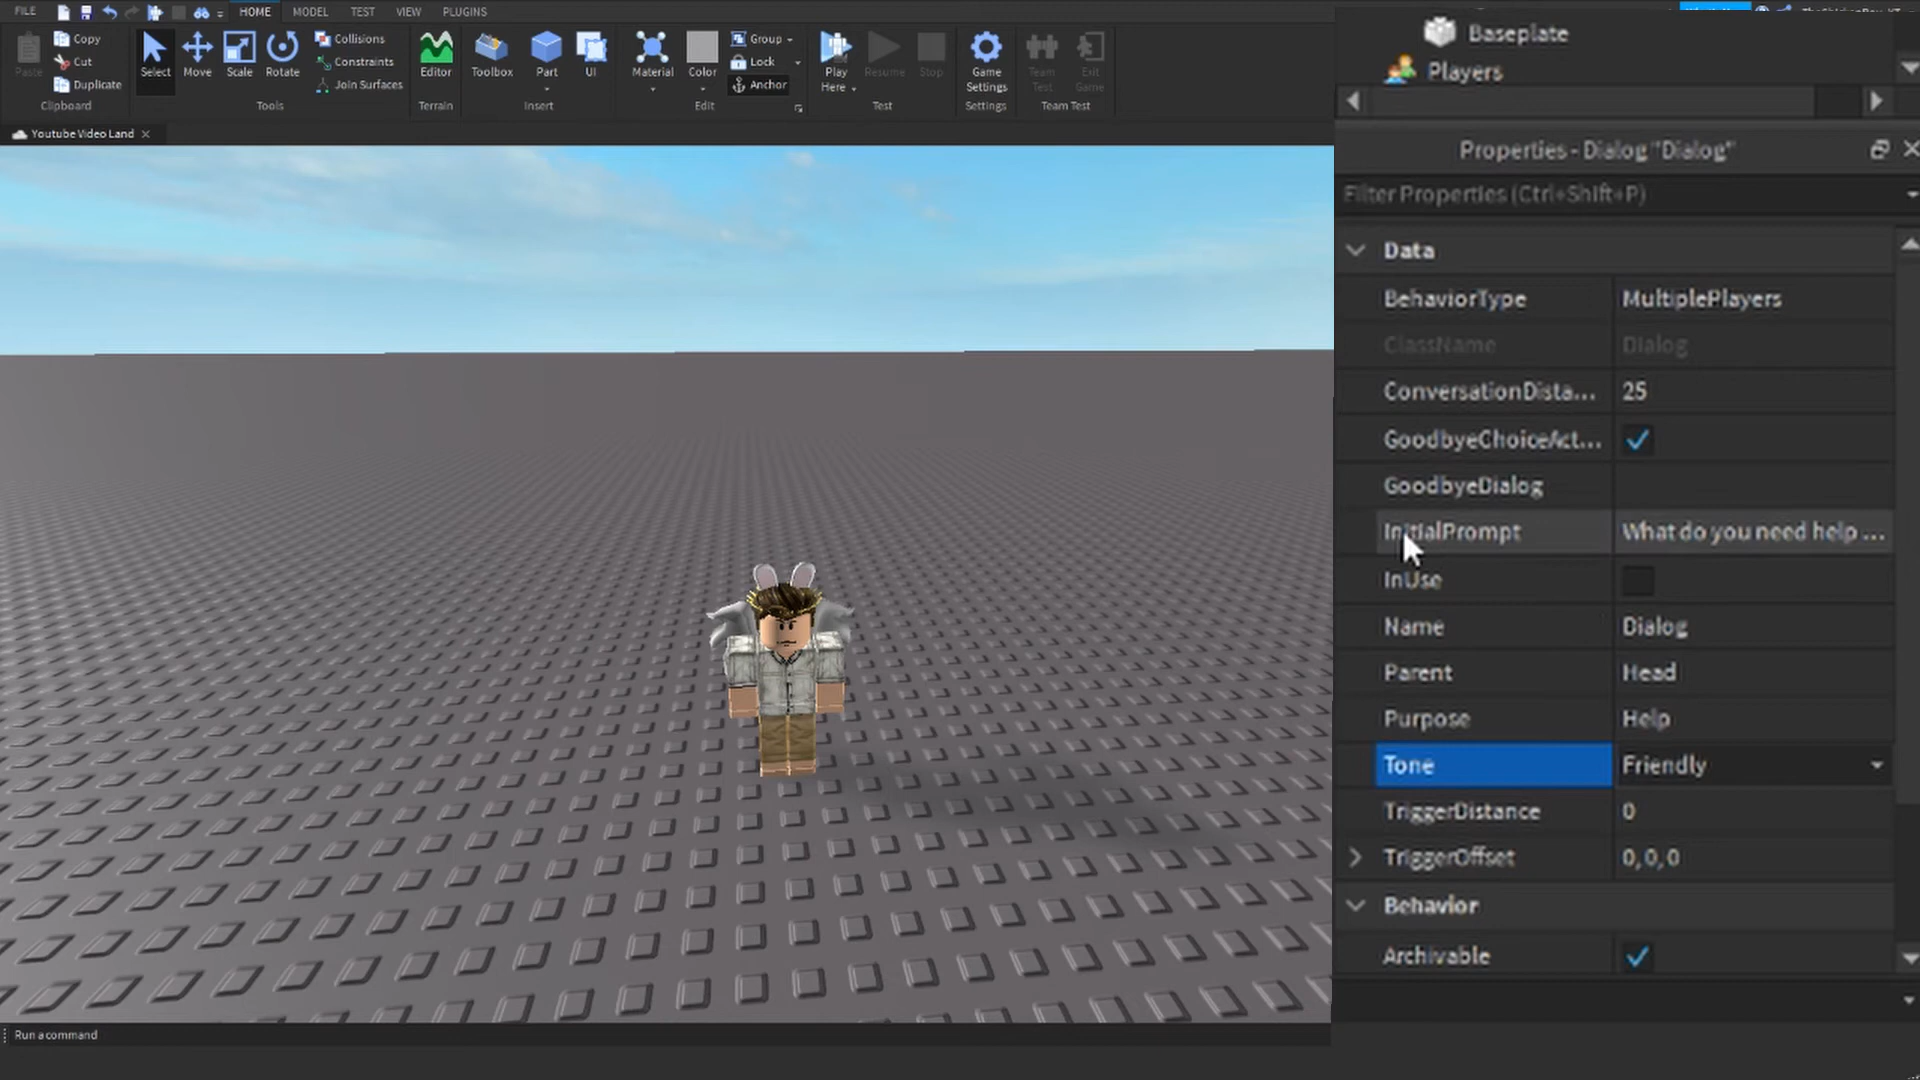 FILE HOME MODEL TEST VIEW PLUGINS
Copy
Cut
Duplicate
Paste
Clipboard
Select Move Scale Rotate
Collisions
Constraints
Join Surfaces
Tools
Editor
Terrain
Toolbox Part UI
Insert
Material Color
Group
Lock
Anchor
Edit
Play Here Resume Stop
Test
Game Settings
Settings
Team Test Exit Game
Team Test
Youtube Video Land
Baseplate
Players
Properties - Dialog "Dialog"
Filter Properties (Ctrl+Shift+P)
Data
BehaviorType MultiplePlayers
ClassName Dialog
ConversationDista... 25
GoodbyeChoiceAct...
GoodbyeDialog
InitialPrompt What do you need help ...
InUse
Name Dialog
Parent Head
Purpose Help
Tone Friendly
TriggerDistance 0
TriggerOffset 0, 0, 0
Behavior
Archivable
Run a command